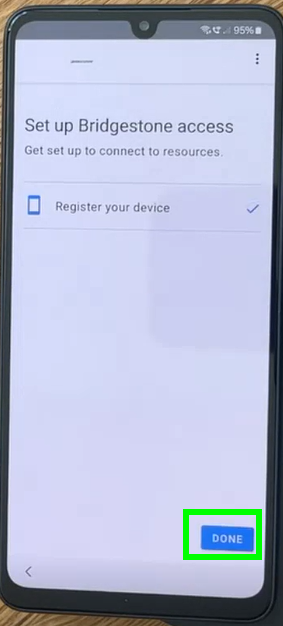 95%
Set up Bridgestone access
Get set up to connect to resources.
Register your device
DONE